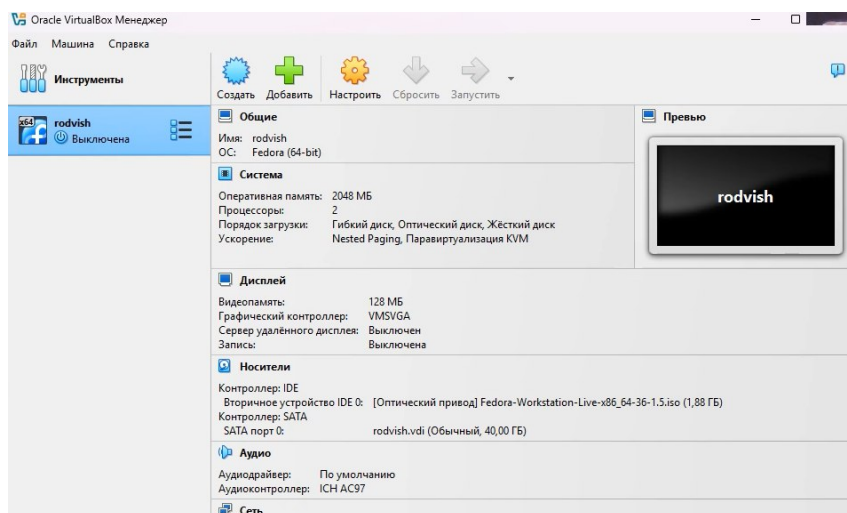 Oracle VirtualBox Менеджер
Файл Машина Справка
Инструменты
Создать Добавить Настроить Сбросить Запустить
x64
rodvish
Выключена
Общие
Имя: rodvish
ОС: Fedora (64-bit)
Превью
rodvish
Система
Оперативная память: 2048 МБ
Процессоры: 2
Порядок загрузки: Гибкий диск, Оптический диск, Жёсткий диск
Ускорение: Nested Paging, Паравиртуализация KVM
Дисплей
Видеопамять: 128 МБ
Графический контроллер: VMSVGA
Сервер удалённого дисплея: Выключен
Запись: Выключена
Носители
Контроллер: IDE
Вторичное устройство IDE 0: [Оптический привод] Fedora-Workstation-Live-x86_64-36-1.5.iso (1,88 ГБ)
Контроллер: SATA
SATA порт 0: rodvish.vdi (Обычный, 40,00 ГБ)
Аудио
Аудиодрайвер: По умолчанию
Аудиоконтроллер: ICH AC97
Сеть